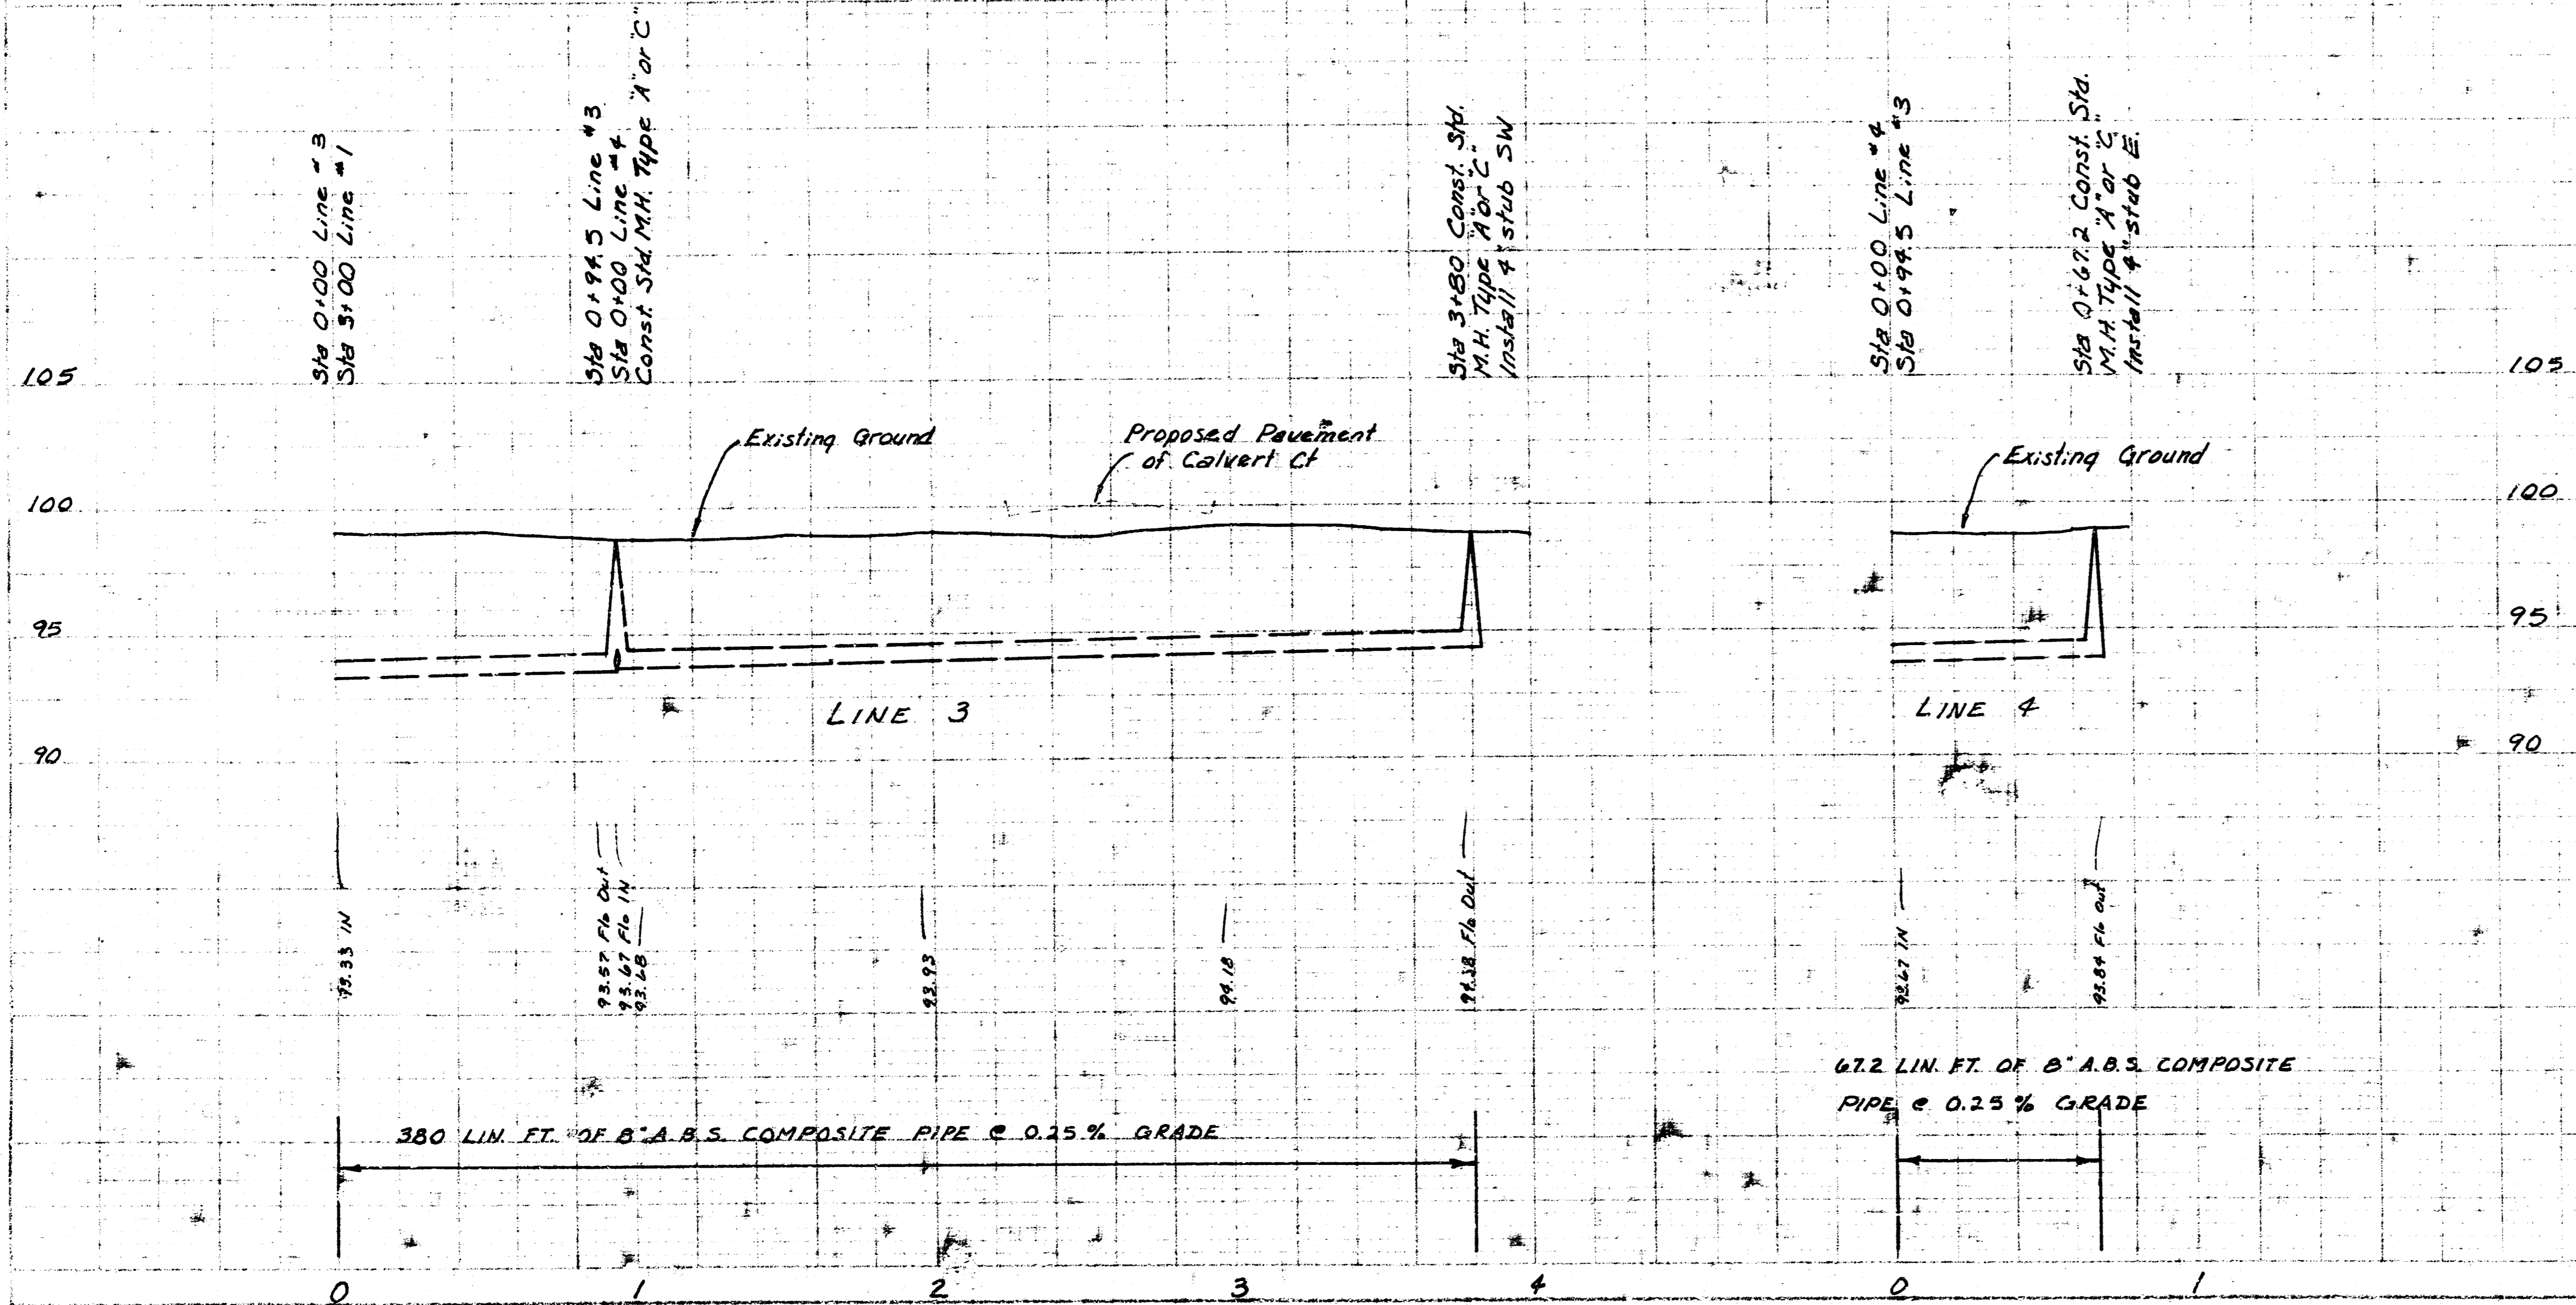 Sta 0+00 Line #3
Sta 3+00 Line #1
Sta 0+94.5 Line #3
Sta 0+00 Line #4
Const. Std. M.H. Type "A" or "C"
Sta 3+80 Const. Std.
M.H. Type "A" or "C"
Install 4" stub SW
Sta 0+00 Line #4
Sta 0+94.5 Line #3
Sta 0+67.2 Const. Std.
M.H. Type "A" or "C"
Install 4" stub E.
105
105
Existing Ground
Proposed Pavement
of Calvert Ct
Existing Ground
100
100
95
95
LINE 3
LINE 4
90
90
93.33 IN
93.57 Flo Out
93.67 Flo IN
93.68
93.93
94.18
94.38 Flo Out
93.67 IN
93.84 Flo out
67.2 LIN. FT. OF 8" A.B.S. COMPOSITE
PIPE @ 0.25 % GRADE
380 LIN. FT. OF 8" A.B.S. COMPOSITE PIPE @ 0.25 % GRADE
0 1 2 3 4 0 1